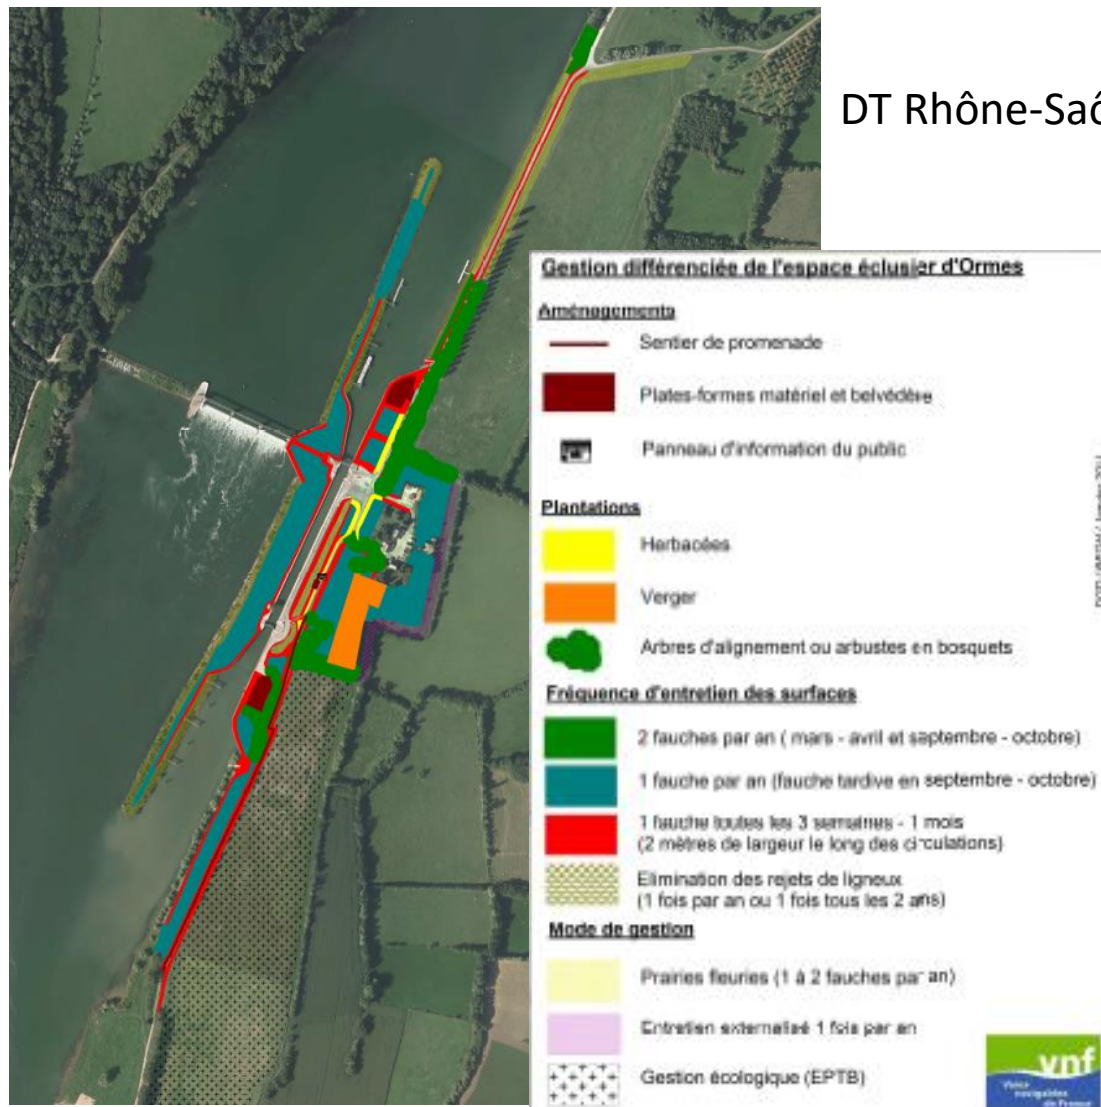 DT Rhône-Saô
Gestion différenciée de l'espace éclusier d'Ormes
Aménagements
Sentier de promenade
Plates-formes matériel et belvédère
Panneau d'information du public
Plantations
Herbacées
Verger
Arbres d'alignement ou arbustes en bosquets
Fréquence d'entretien des surfaces
2 fauches par an ( mars - avril et septembre - octobre)
1 fauche par an (fauche tardive en septembre - octobre)
1 fauche toutes les 3 semaines - 1 mois
(2 mètres de largeur le long des circulations)
Elimination des rejets de ligneux
(1 fois par an ou 1 fois tous les 2 ans)
Mode de gestion
Prairies fleuries (1 à 2 fauches par an)
Entretien externalisé 1 fois par an
Gestion écologique (EPTB)
vnf
Voies
navigables
de France